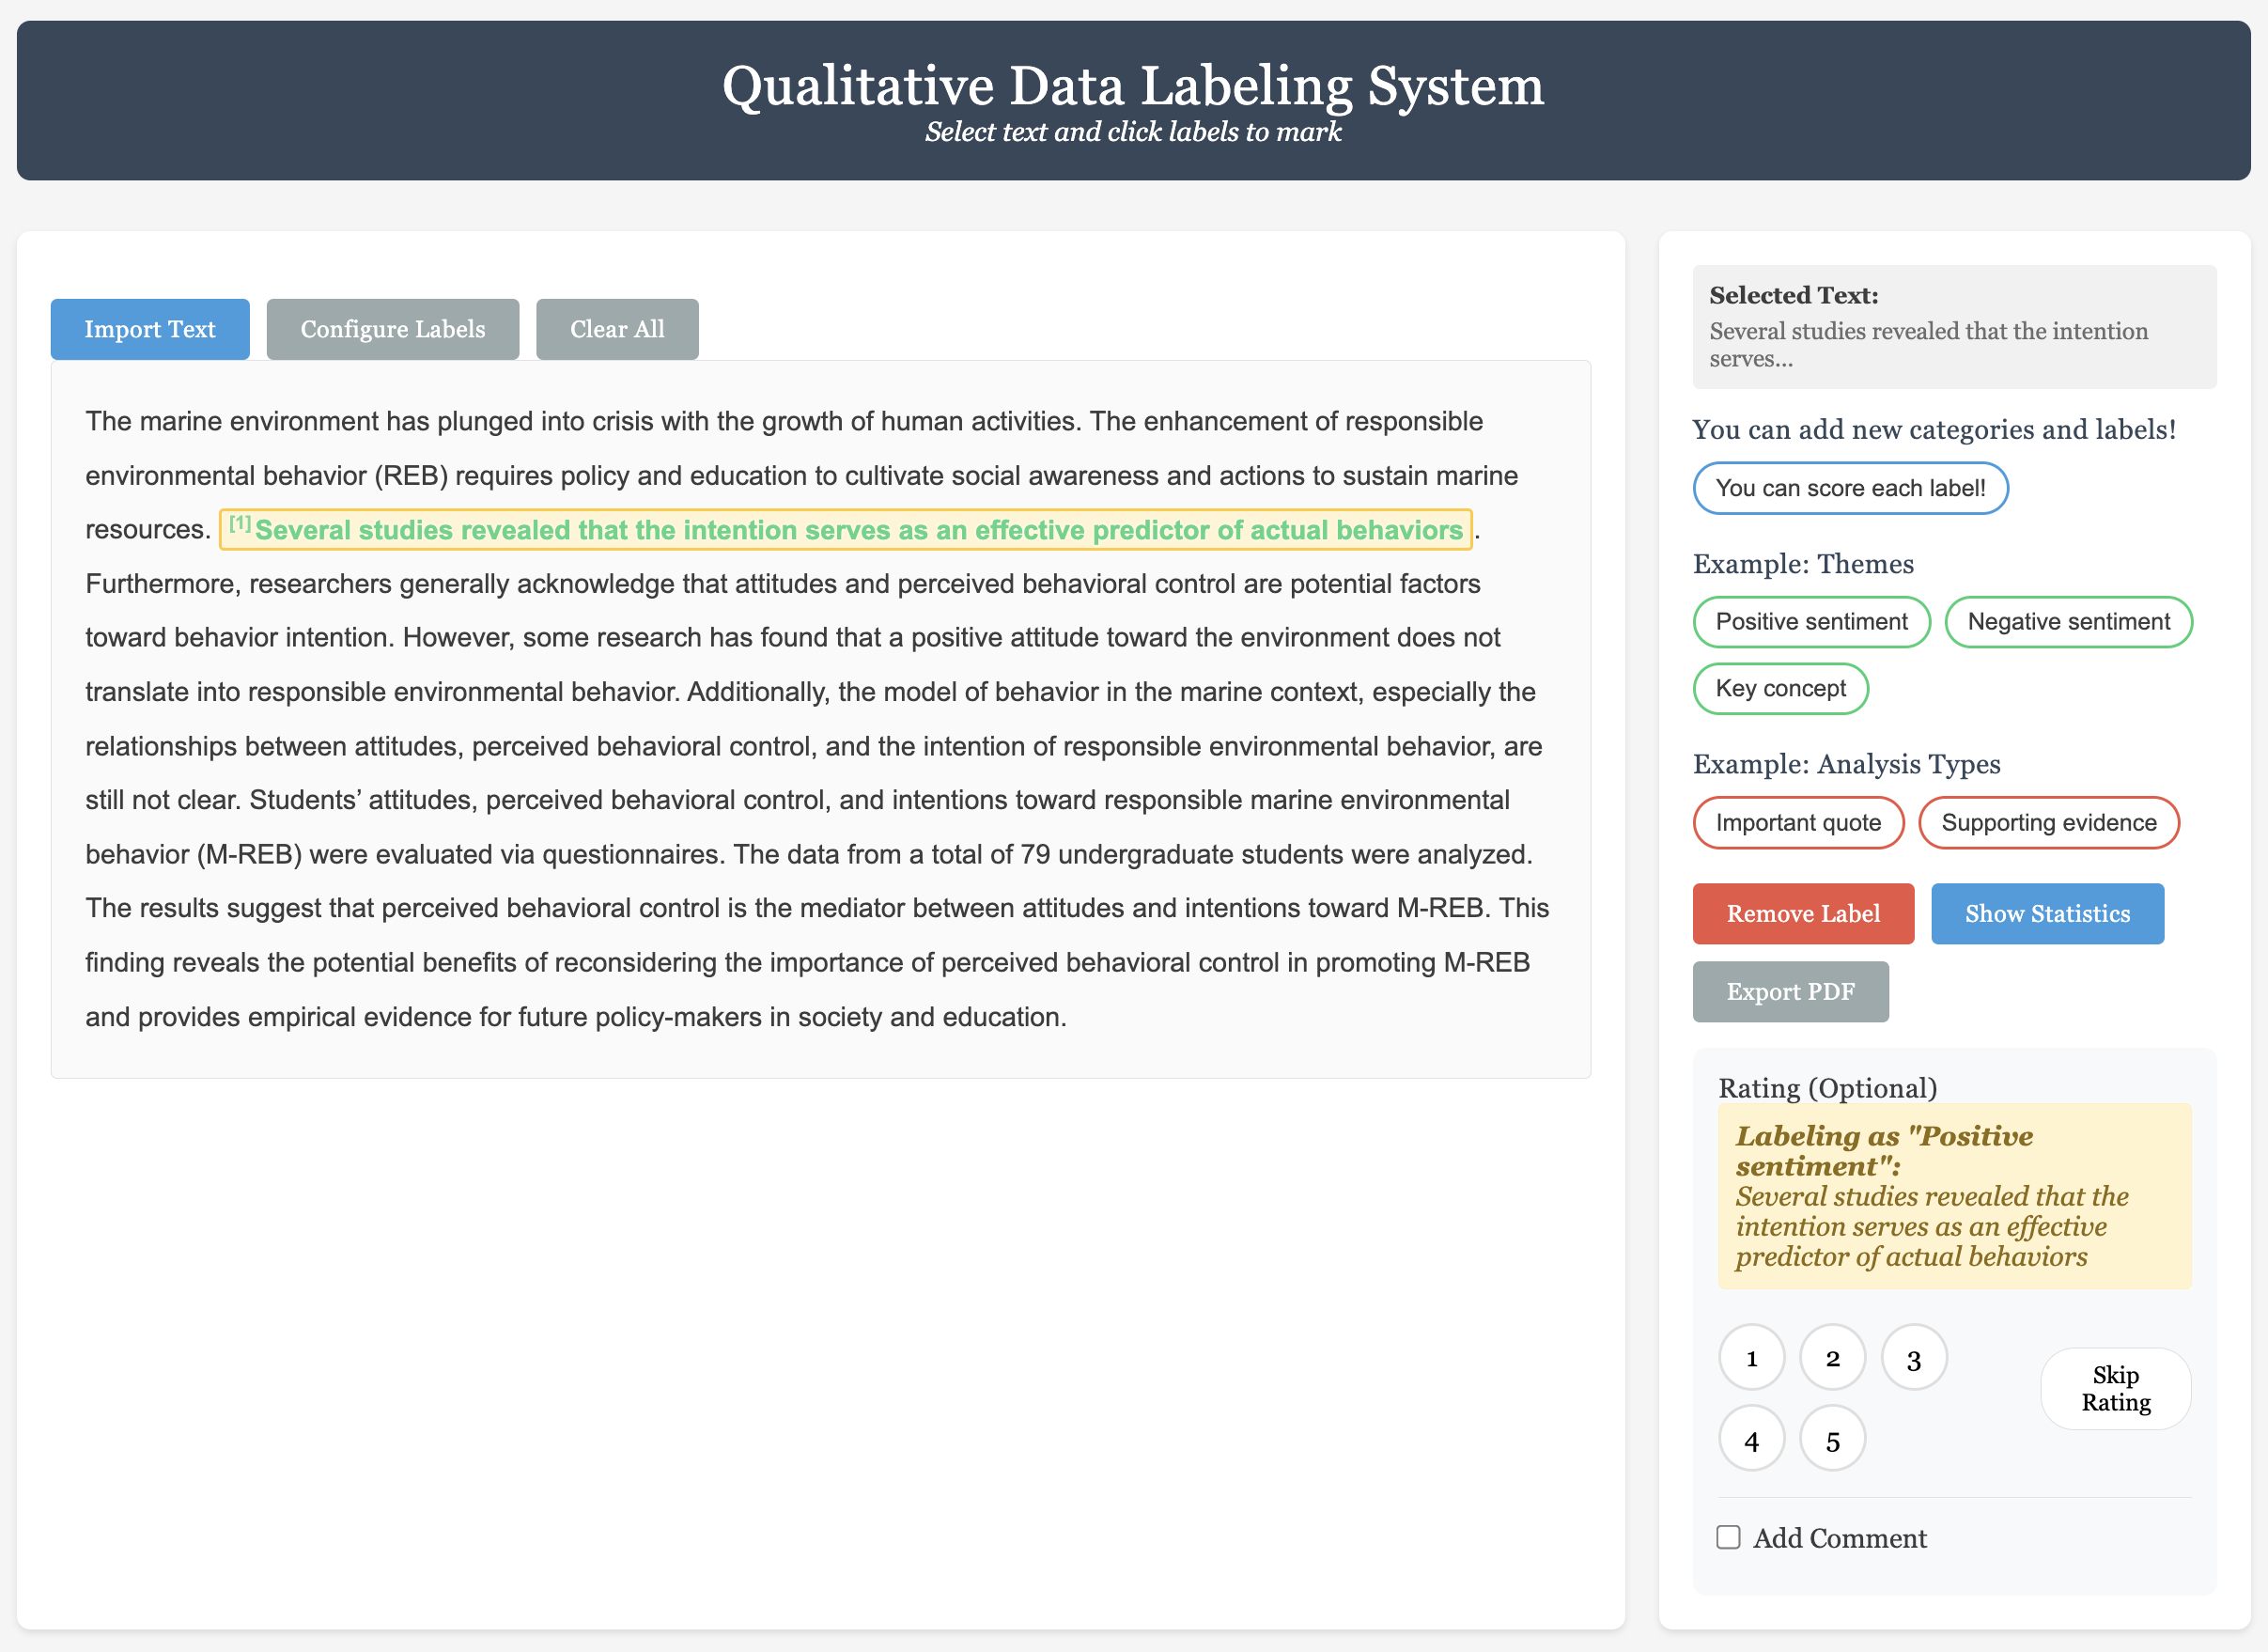 Qualitative Data Labeling System
Select text and click labels to mark
Import Text
Configure Labels
Clear All
The marine environment has plunged into crisis with the growth of human activities. The enhancement of responsible
environmental behavior (REB) requires policy and education to cultivate social awareness and actions to sustain marine
resources. [1]Several studies revealed that the intention serves as an effective predictor of actual behaviors.
Furthermore, researchers generally acknowledge that attitudes and perceived behavioral control are potential factors
toward behavior intention. However, some research has found that a positive attitude toward the environment does not
translate into responsible environmental behavior. Additionally, the model of behavior in the marine context, especially the
relationships between attitudes, perceived behavioral control, and the intention of responsible environmental behavior, are
still not clear. Students’ attitudes, perceived behavioral control, and intentions toward responsible marine environmental
behavior (M-REB) were evaluated via questionnaires. The data from a total of 79 undergraduate students were analyzed.
The results suggest that perceived behavioral control is the mediator between attitudes and intentions toward M-REB. This
finding reveals the potential benefits of reconsidering the importance of perceived behavioral control in promoting M-REB
and provides empirical evidence for future policy-makers in society and education.
Selected Text:
Several studies revealed that the intention
serves...
You can add new categories and labels!
You can score each label!
Example: Themes
Positive sentiment
Negative sentiment
Key concept
Example: Analysis Types
Important quote
Supporting evidence
Remove Label
Show Statistics
Export PDF
Rating (Optional)
Labeling as "Positive
sentiment":
Several studies revealed that the
intention serves as an effective
predictor of actual behaviors
1
2
3
4
5
Skip
Rating
Add Comment